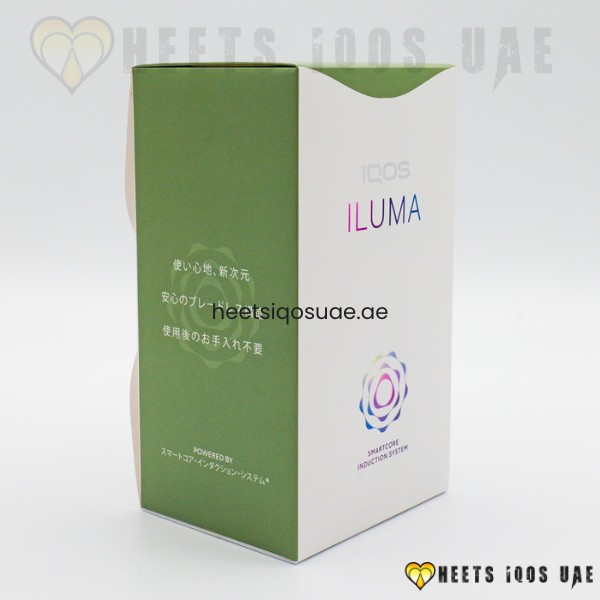 HEETS iQOS UAE
IQOS
ILUMA
使い心地、新次元
安心のブレードレス
使用後のお手入れ不要
heetsiqosuae.ae
SMARTCORE
INDUCTION SYSTEM
POWERED BY
スマートコア・インダクション・システム*
HEETS iQOS UAE